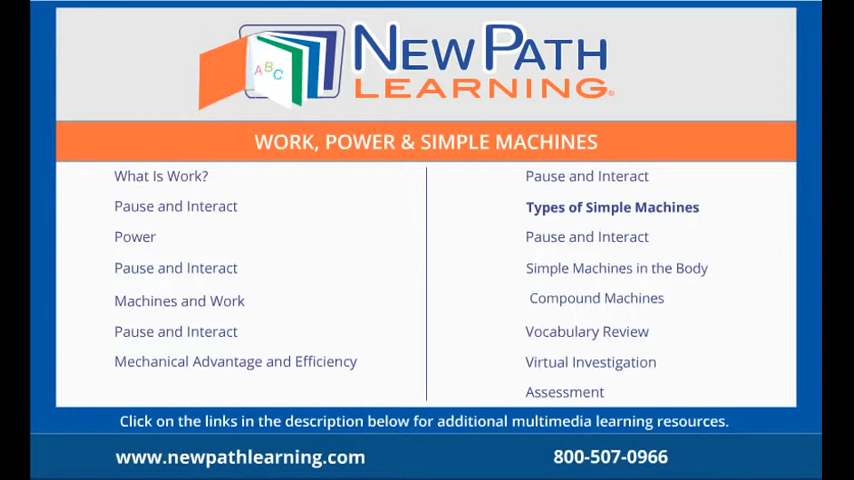 ABC
NEWPATH
LEARNING®
WORK, POWER & SIMPLE MACHINES
What Is Work?
Pause and Interact
Power
Pause and Interact
Machines and Work
Pause and Interact
Mechanical Advantage and Efficiency
Pause and Interact
Types of Simple Machines
Pause and Interact
Simple Machines in the Body
Compound Machines
Vocabulary Review
Virtual Investigation
Assessment
Click on the links in the description below for additional multimedia learning resources.
www.newpathlearning.com
800-507-0966